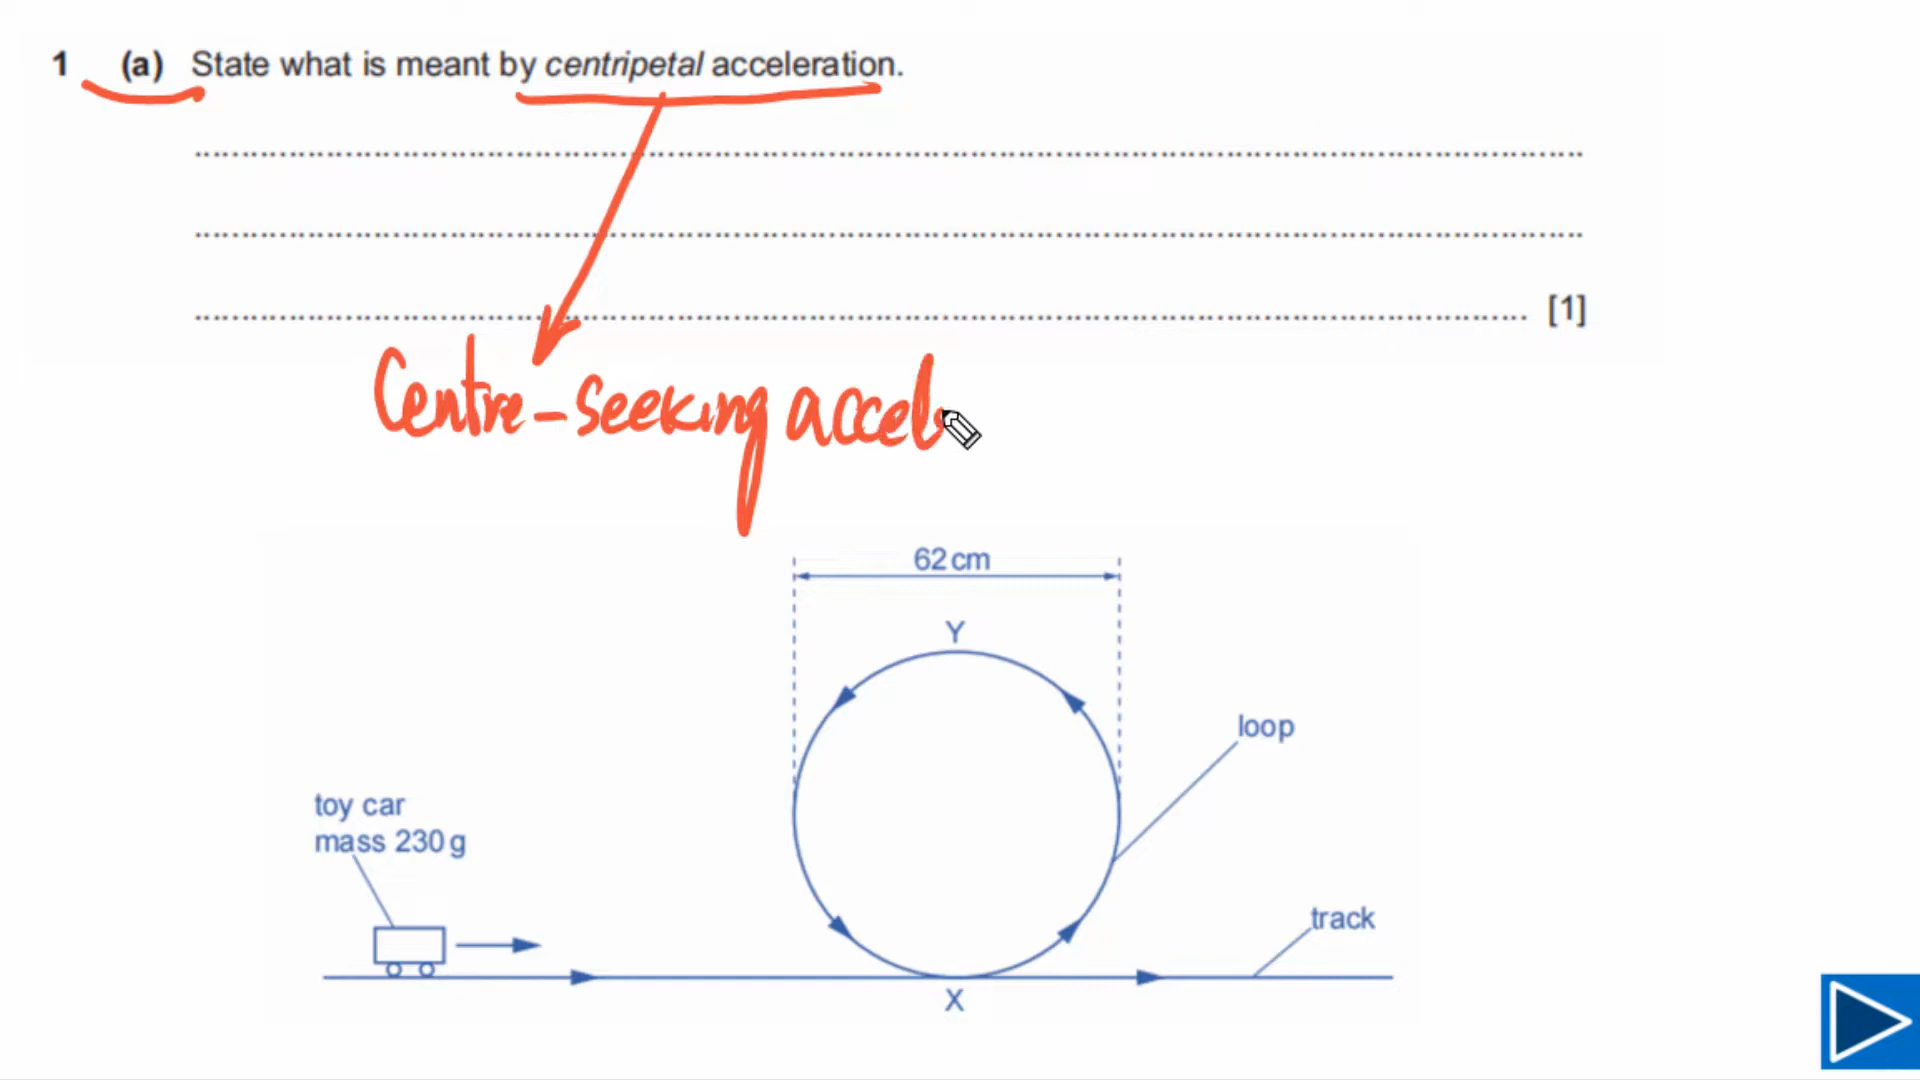 1 (a) State what is meant by centripetal acceleration.
[1]
Centre-seeking accel
62 cm
Y
loop
toy car
mass 230 g
track
X